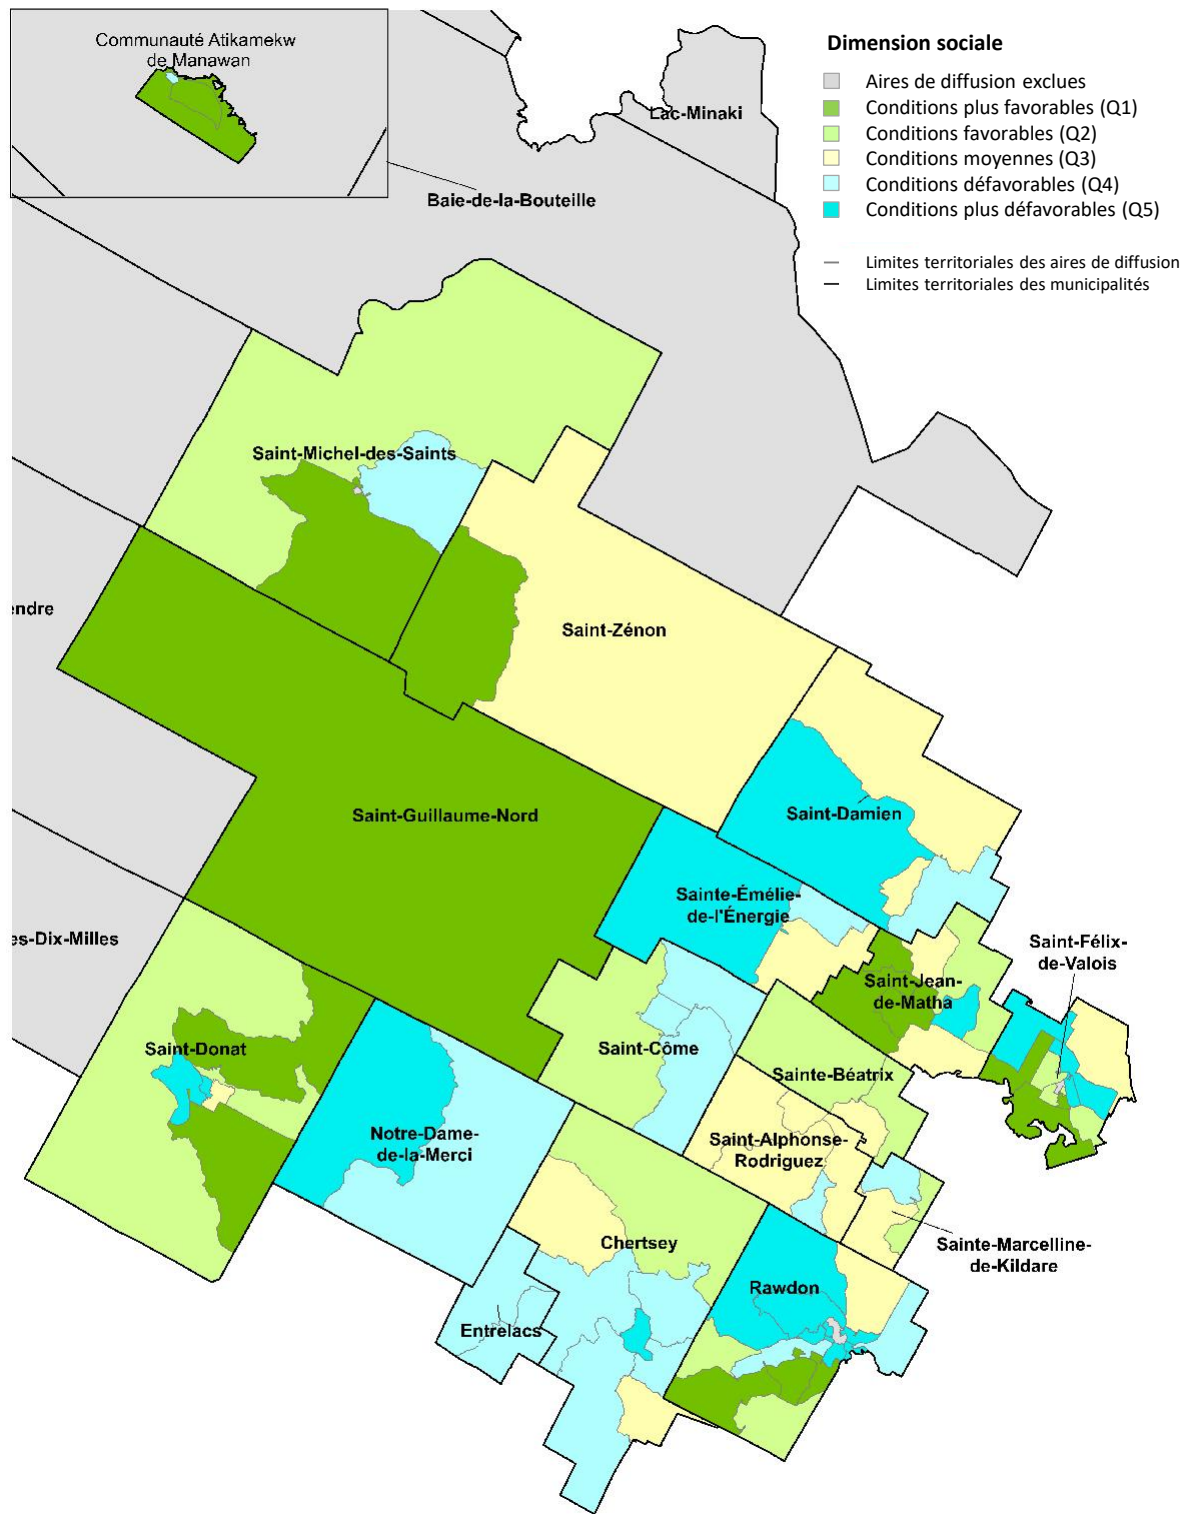 Communauté Atikamekw
de Manawan
Dimension sociale
Aires de diffusion exclues
Conditions plus favorables (Q1)
Conditions favorables (Q2)
Conditions moyennes (Q3)
Conditions défavorables (Q4)
Conditions plus défavorables (Q5)
Limites territoriales des aires de diffusion
Limites territoriales des municipalités
Lac-Minaki
Baie-de-la-Bouteille
Saint-Michel-des-Saints
endre
Saint-Zénon
Saint-Guillaume-Nord
Saint-Damien
Sainte-Émélie-
de-l'Énergie
es-Dix-Milles
Saint-Félix-
de-Valois
Saint-Jean-
de-Matha
Saint-Donat
Saint-Côme
Sainte-Béatrix
Notre-Dame-
de-la-Merci
Saint-Alphonse-
Rodriguez
Chertsey
Sainte-Marcelline-
de-Kildare
Rawdon
Entrelacs